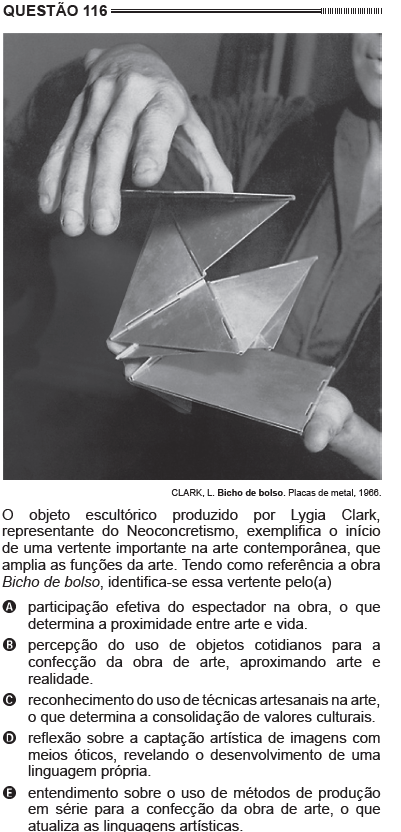 QUESTÃO 116
CLARK, L. Bicho de bolso. Placas de metal, 1966.
O objeto escultórico produzido por Lygia Clark,
representante do Neoconcretismo, exemplifica o início
de uma vertente importante na arte contemporânea, que
amplia as funções da arte. Tendo como referência a obra
Bicho de bolso, identifica-se essa vertente pelo(a)
A participação efetiva do espectador na obra, o que
determina a proximidade entre arte e vida.
B percepção do uso de objetos cotidianos para a
confecção da obra de arte, aproximando arte e
realidade.
C reconhecimento do uso de técnicas artesanais na arte,
o que determina a consolidação de valores culturais.
D reflexão sobre a captação artística de imagens com
meios óticos, revelando o desenvolvimento de uma
linguagem própria.
E entendimento sobre o uso de métodos de produção
em série para a confecção da obra de arte, o que
atualiza as linguagens artísticas.